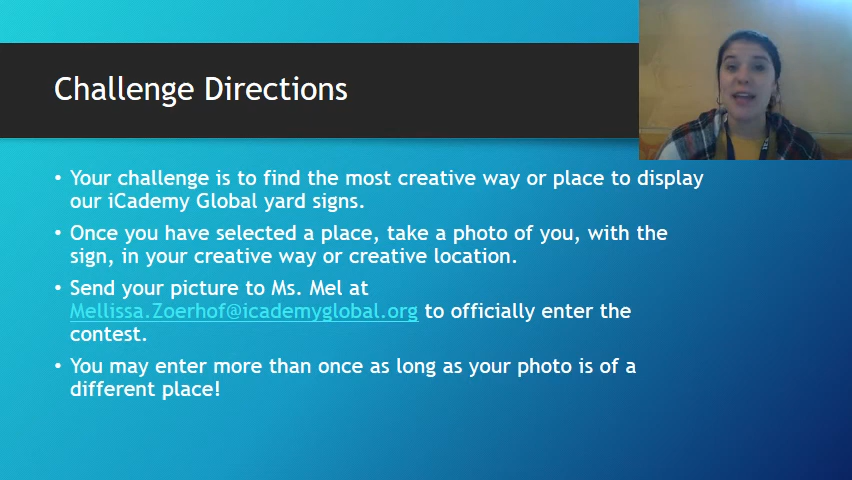 Challenge Directions
• Your challenge is to find the most creative way or place to display
our iCademy Global yard signs.
• Once you have selected a place, take a photo of you, with the
sign, in your creative way or creative location.
• Send your picture to Ms. Mel at
Mellissa.Zoerhof@icademyglobal.org to officially enter the
contest.
• You may enter more than once as long as your photo is of a
different place!